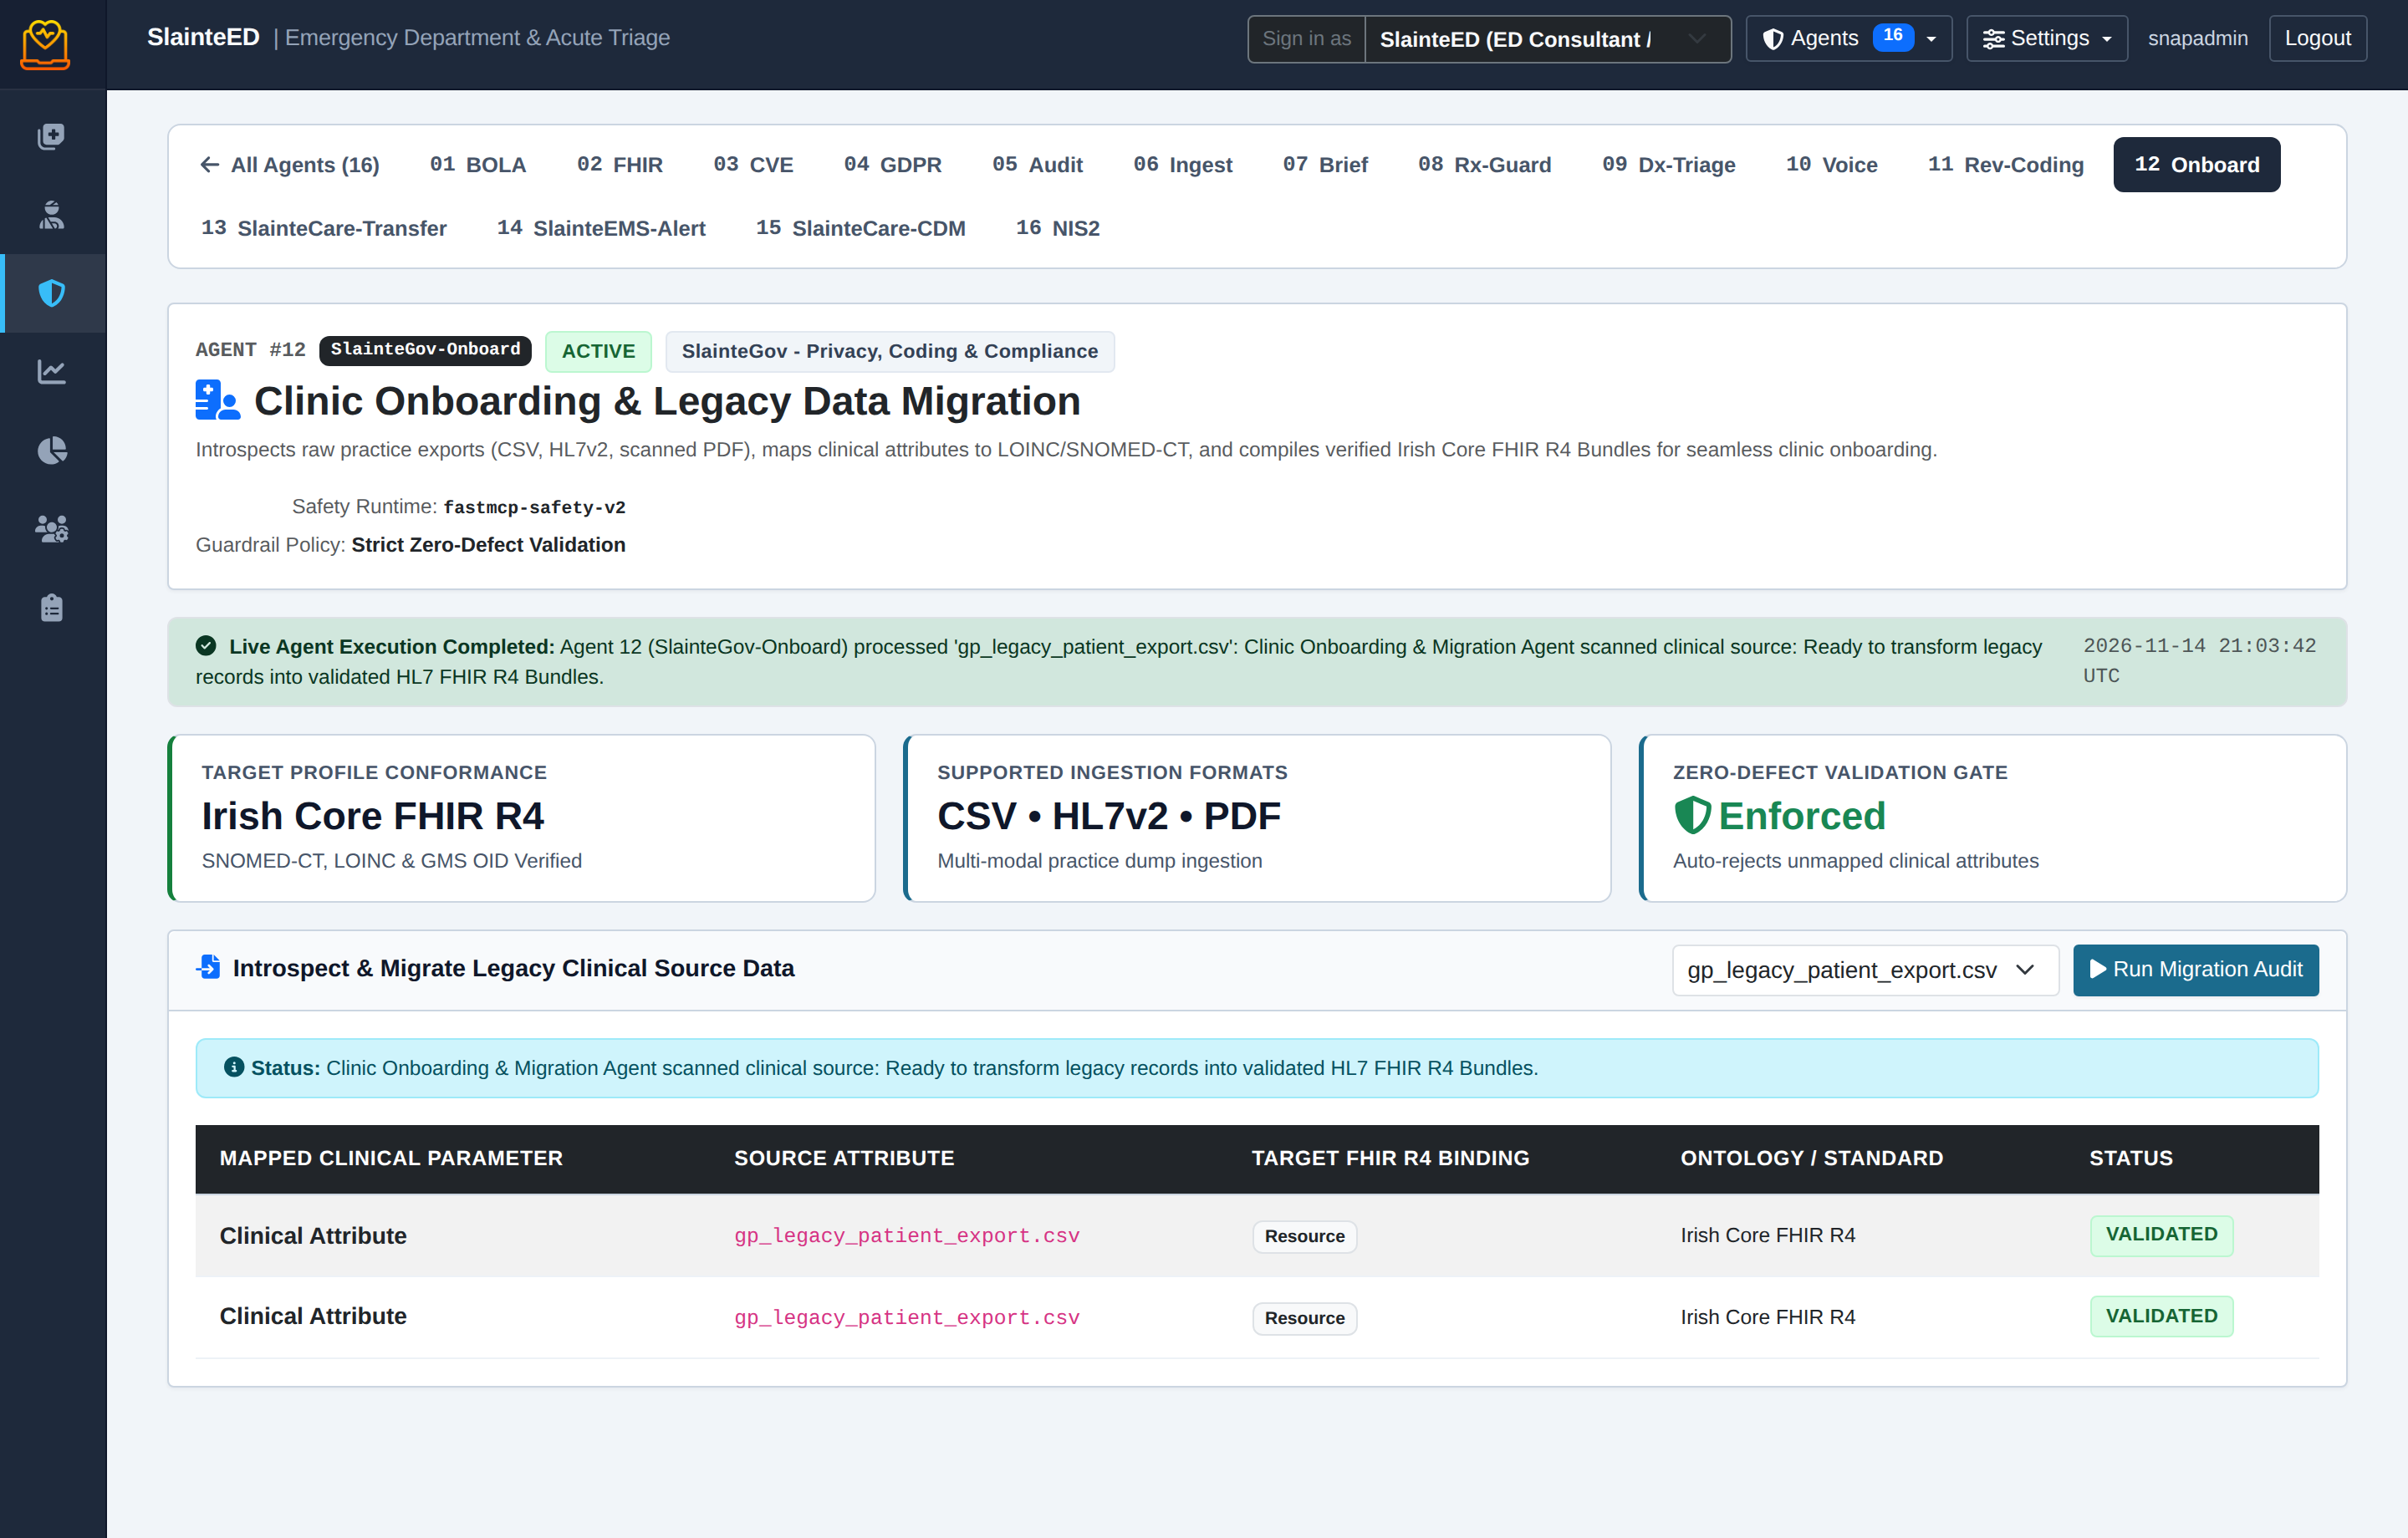 SlainteED | Emergency Department & Acute Triage
Sign in as SlainteED (ED Consultant /
Agents 16
Settings
snapadmin
Logout
All Agents (16) 01 BOLA 02 FHIR 03 CVE 04 GDPR 05 Audit 06 Ingest 07 Brief 08 Rx-Guard 09 Dx-Triage 10 Voice 11 Rev-Coding 12 Onboard
13 SlainteCare-Transfer 14 SlainteEMS-Alert 15 SlainteCare-CDM 16 NIS2
AGENT #12 SlainteGov-Onboard ACTIVE SlainteGov - Privacy, Coding & Compliance
Clinic Onboarding & Legacy Data Migration
Introspects raw practice exports (CSV, HL7v2, scanned PDF), maps clinical attributes to LOINC/SNOMED-CT, and compiles verified Irish Core FHIR R4 Bundles for seamless clinic onboarding.
Safety Runtime: fastmcp-safety-v2
Guardrail Policy: Strict Zero-Defect Validation
Live Agent Execution Completed: Agent 12 (SlainteGov-Onboard) processed 'gp_legacy_patient_export.csv': Clinic Onboarding & Migration Agent scanned clinical source: Ready to transform legacy
records into validated HL7 FHIR R4 Bundles.
2026-11-14 21:03:42
UTC
TARGET PROFILE CONFORMANCE
Irish Core FHIR R4
SNOMED-CT, LOINC & GMS OID Verified
SUPPORTED INGESTION FORMATS
CSV • HL7v2 • PDF
Multi-modal practice dump ingestion
ZERO-DEFECT VALIDATION GATE
Enforced
Auto-rejects unmapped clinical attributes
Introspect & Migrate Legacy Clinical Source Data
gp_legacy_patient_export.csv
Run Migration Audit
Status: Clinic Onboarding & Migration Agent scanned clinical source: Ready to transform legacy records into validated HL7 FHIR R4 Bundles.
MAPPED CLINICAL PARAMETER SOURCE ATTRIBUTE TARGET FHIR R4 BINDING ONTOLOGY / STANDARD STATUS
Clinical Attribute gp_legacy_patient_export.csv Resource Irish Core FHIR R4 VALIDATED
Clinical Attribute gp_legacy_patient_export.csv Resource Irish Core FHIR R4 VALIDATED